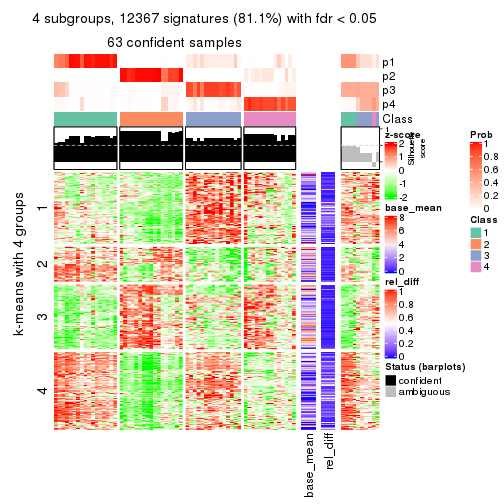 4 subgroups, 12367 signatures (81.1%) with fdr < 0.05
63 confident samples
p1
p2
p3
p4
Class
1
Silhouette
score
k-means with 4 groups
1
2
3
4
base_mean
rel_diff
z-score
2
1
0
-1
-2
base_mean
8
6
4
2
0
rel_diff
1
0.8
0.6
0.4
0.2
0
Status (barplots)
confident
ambiguous
Prob
1
0.8
0.6
0.4
0.2
0
Class
1
2
3
4